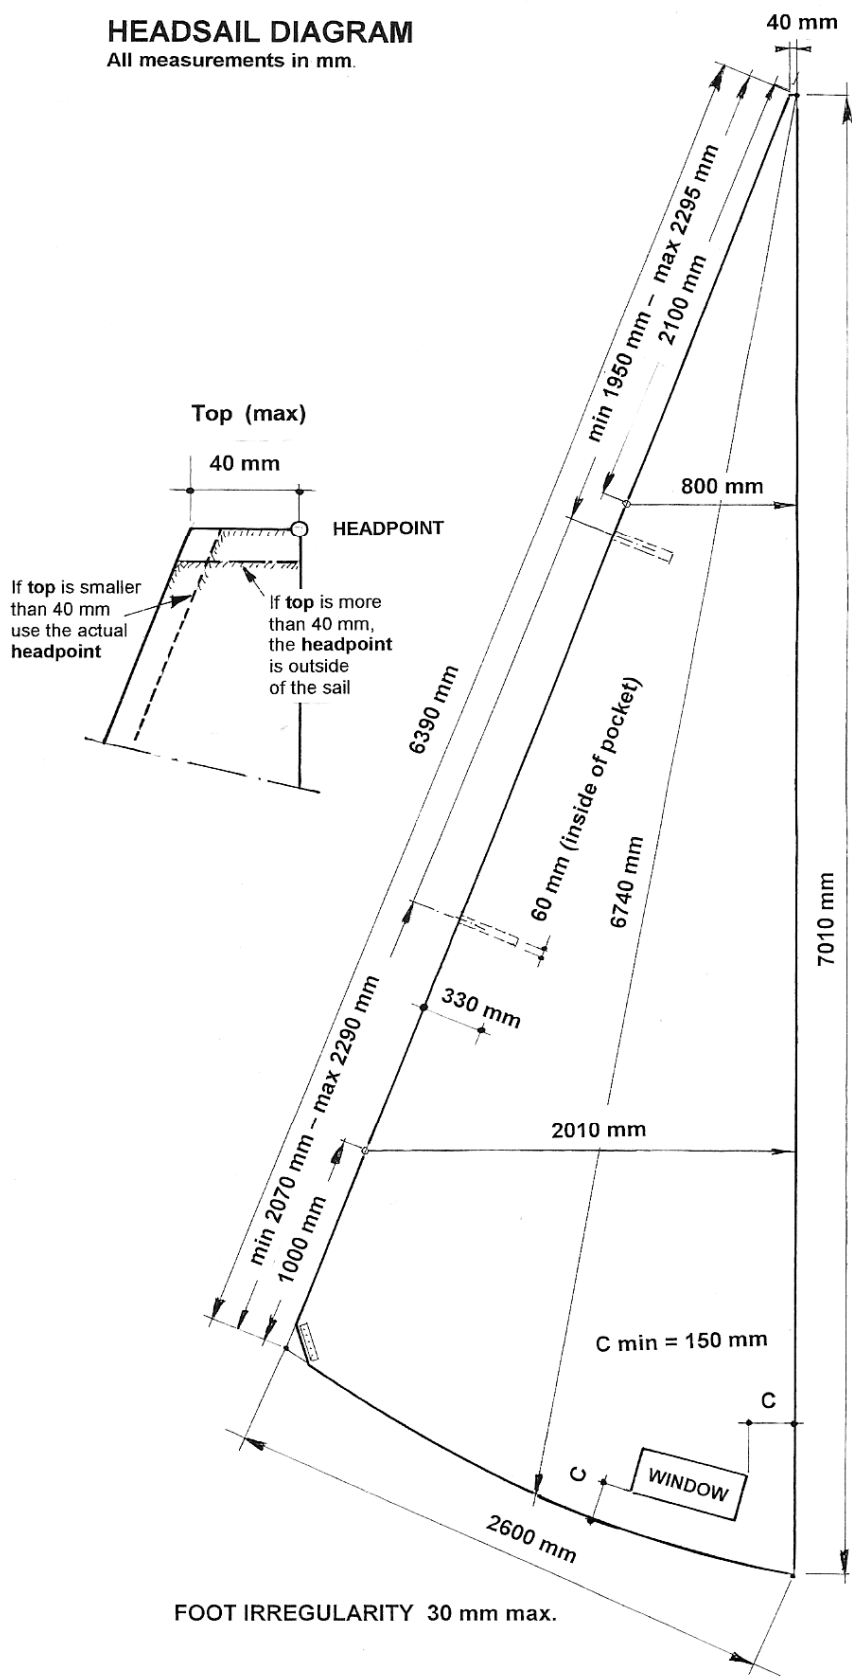 HEADSAIL DIAGRAM
All measurements in mm.
40 mm
min 1950 mm – max 2295 mm
2100 mm
Top (max)
40 mm
800 mm
HEADPOINT
If top is smaller
than 40 mm
use the actual
headpoint
If top is more
than 40 mm,
the headpoint
is outside
of the sail
6390 mm
60 mm (inside of pocket)
6740 mm
7010 mm
330 mm
min 2070 mm – max 2290 mm
2010 mm
1000 mm
C min = 150 mm
C
C
WINDOW
2600 mm
FOOT IRREGULARITY 30 mm max.